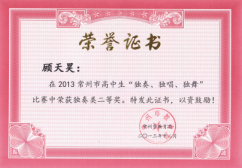 荣誉证书
顾天昊：
在2013常州市高中生“独奏、独唱、独舞”
比赛中荣获独奏类二等奖。特发此证书，以资鼓励！